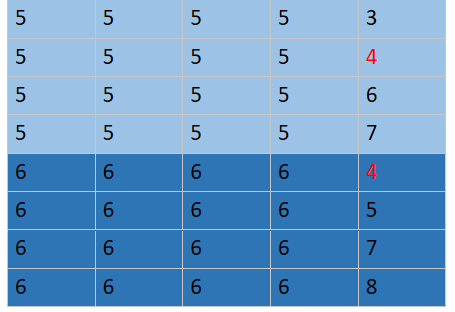 5 5 5 5 3
5 5 5 5 4
5 5 5 5 6
5 5 5 5 7
6 6 6 6 4
6 6 6 6 5
6 6 6 6 7
6 6 6 6 8